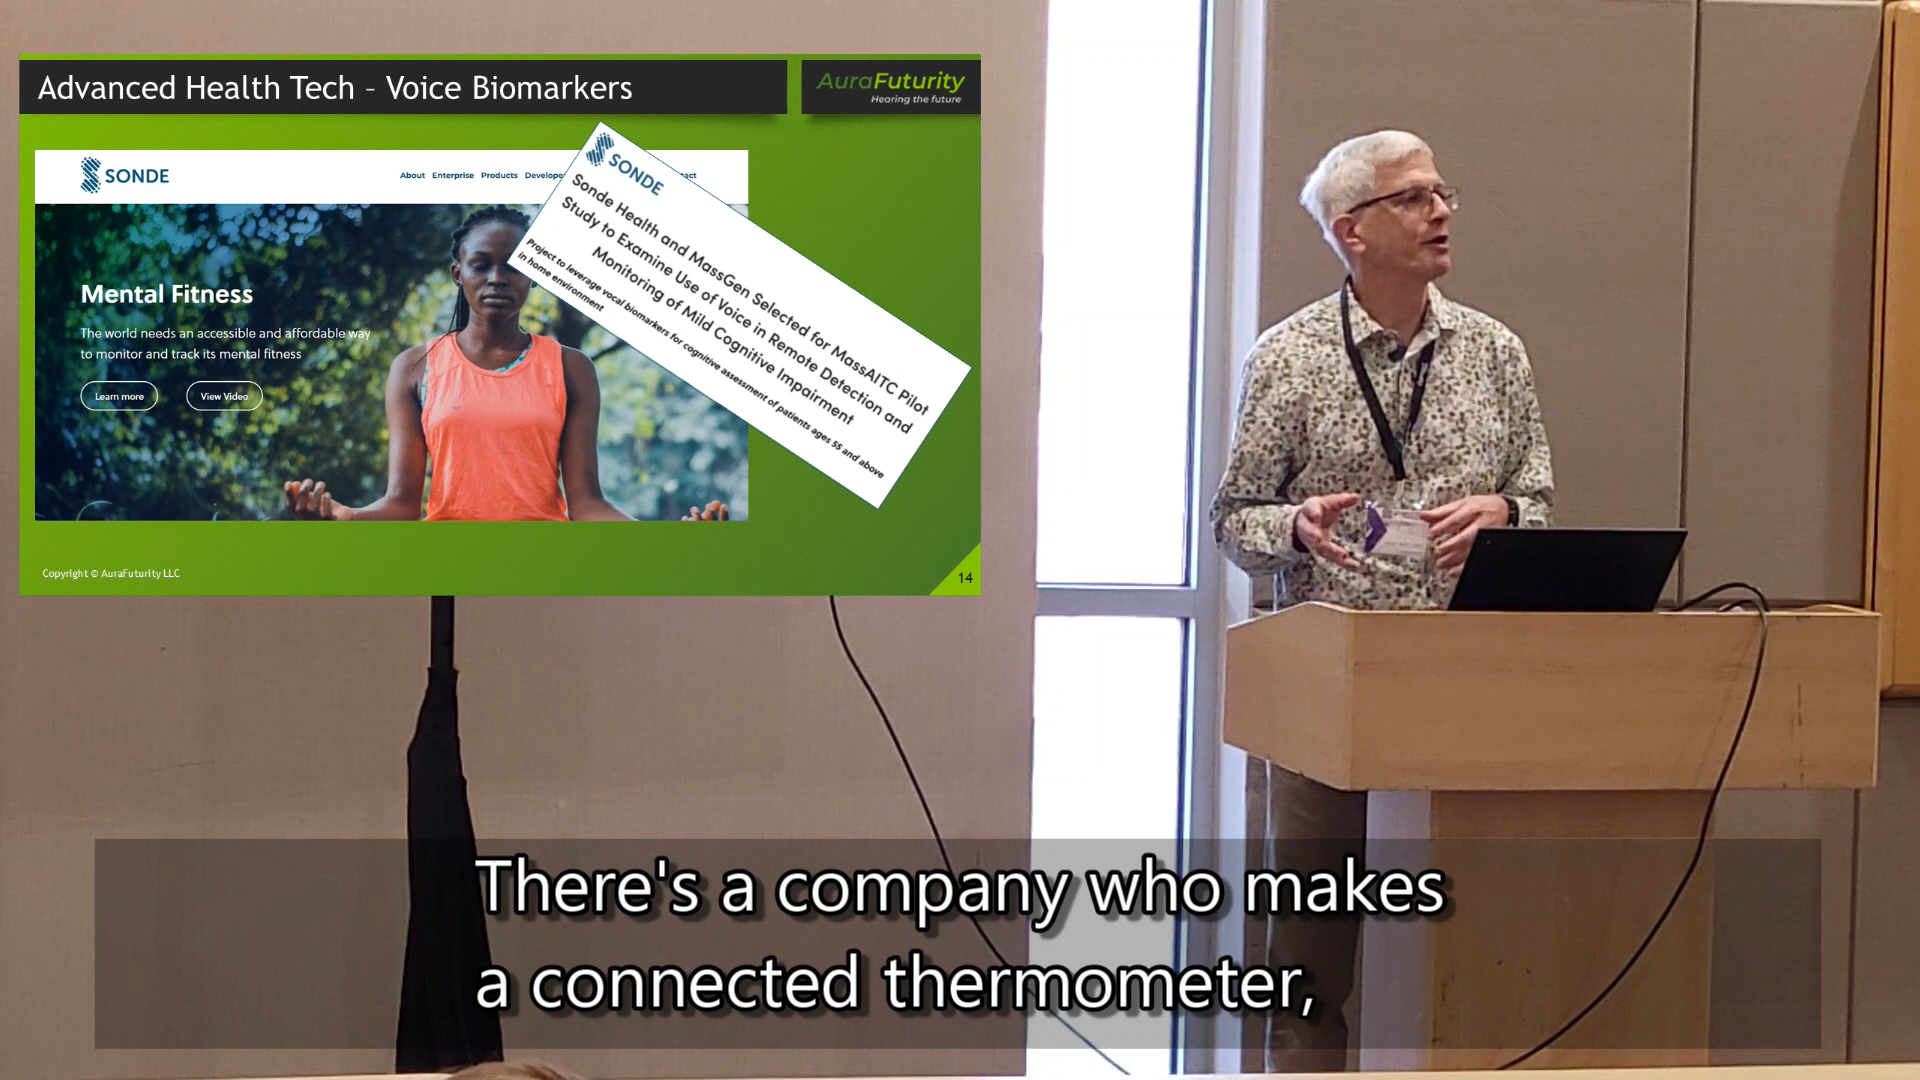 Advanced Health Tech – Voice Biomarkers
AuraFuturity
Hearing the future
SONDE
About Enterprise Products
Mental Fitness
The world needs an accessible and affordable way
to monitor and track its mental fitness
Learn more
View Video
SONDE
Sonde Health and MassGen Selected for MassAITC Pilot
Study to Examine Use of Voice in Remote Detection and
Monitoring of Mild Cognitive Impairment
Project to leverage vocal biomarkers for cognitive assessment of patients ages 55 and above
in home environment
Copyright © AuraFuturity LLC
14
There's a company who makes
a connected thermometer,